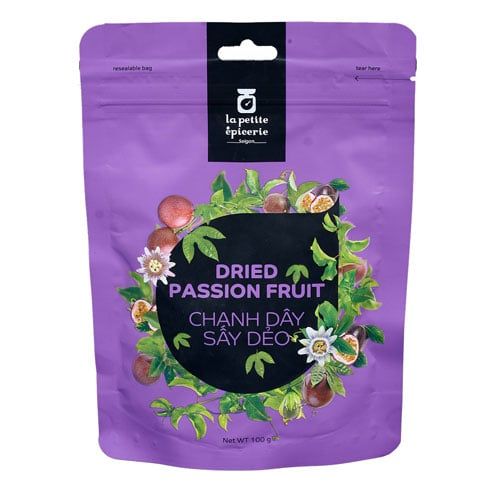 resealable bag
tear here
la petite
épicerie
Saigon
DRIED
PASSION FRUIT
CHANH DÂY
SẤY DẺO
Net WT 100 g